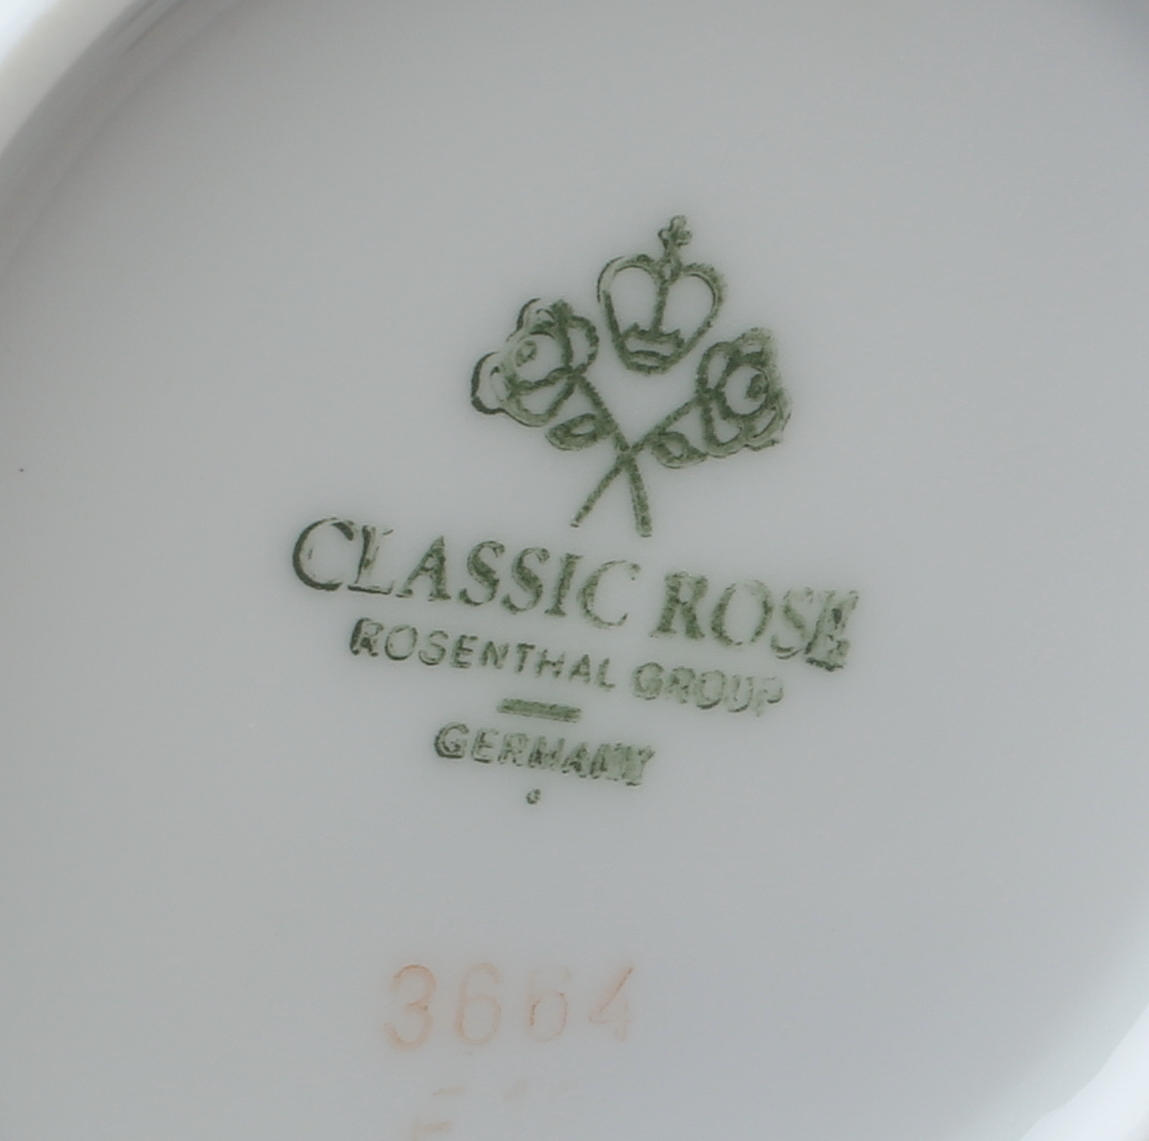 CLASSIC ROSE
ROSENTHAL GROUP
GERMANY
3664